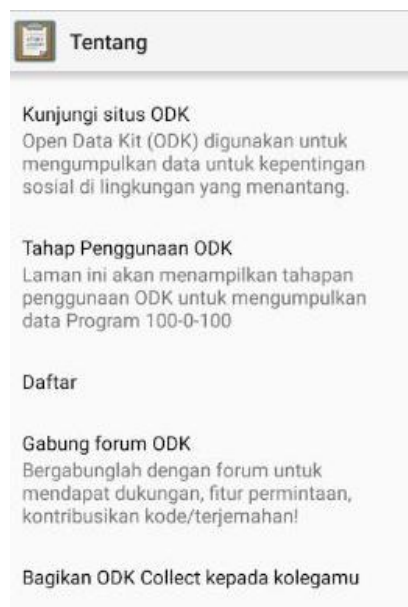 Tentang
Kunjungi situs ODK
Open Data Kit (ODK) digunakan untuk
mengumpulkan data untuk kepentingan
sosial di lingkungan yang menantang.
Tahap Penggunaan ODK
Laman ini akan menampilkan tahapan
penggunaan ODK untuk mengumpulkan
data Program 100-0-100
Daftar
Gabung forum ODK
Bergabunglah dengan forum untuk
mendapat dukungan, fitur permintaan,
kontribusikan kode/terjemahan!
Bagikan ODK Collect kepada kolegamu